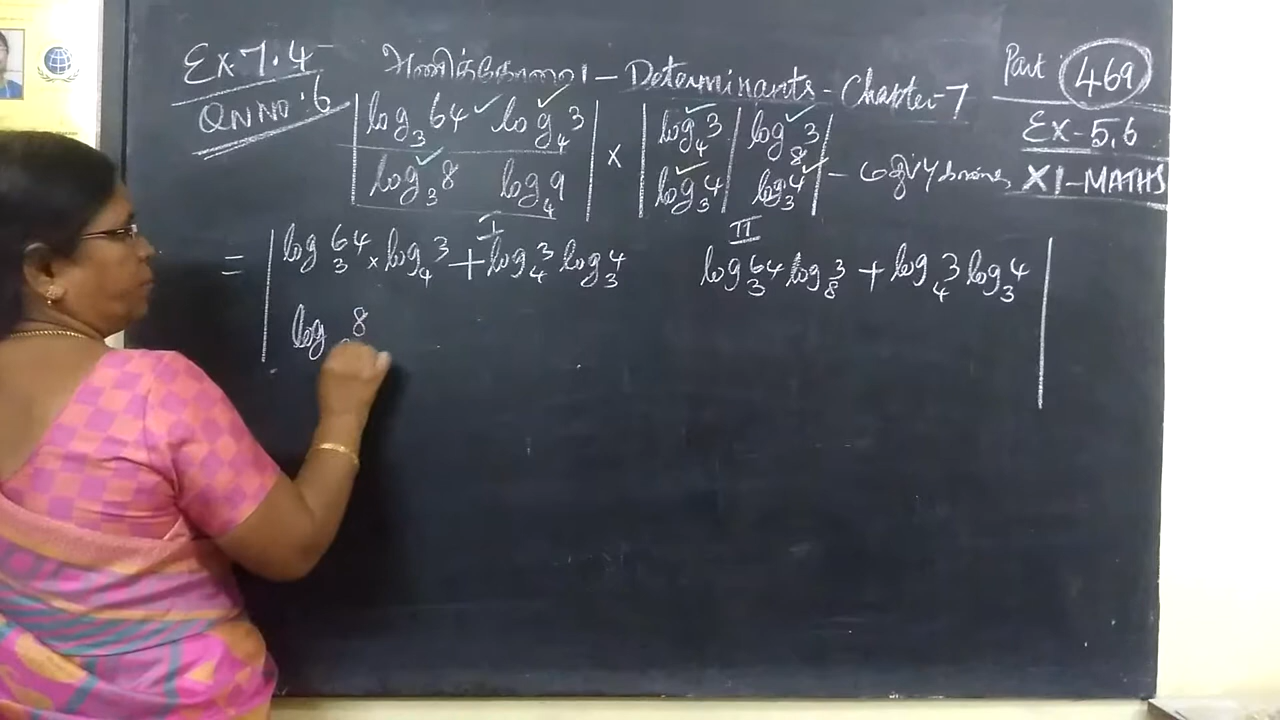 Ex 7.4 அணிக்கோவை - Determinants - Chapter-7 Part : 469
QN NO: 6 EX-5,6
XI-MATHS
| log₃64 log₄3 | × | log₄3 | log₈3 |
| log₃8 log₄9 | | log₃4 | log₃4 | -
I II
= | log₃64 × log₄3 + log₄3 log₃4 log₃64 log₈3 + log₄3 log₃4 |
log 8